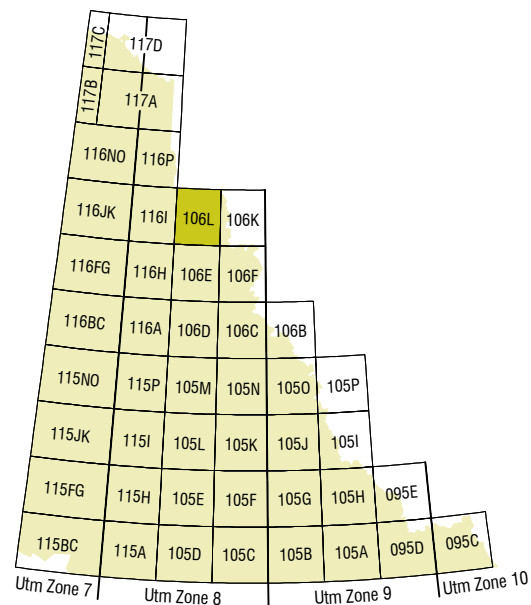 117C 117D
117B 117A
116NO 116P
116JK 116I 106L 106K
116FG 116H 106E 106F
116BC 116A 106D 106C 106B
115NO 115P 105M 105N 105O 105P
115JK 115I 105L 105K 105J 105I
115FG 115H 105E 105F 105G 105H 095E
115BC 115A 105D 105C 105B 105A 095D 095C
Utm Zone 7 Utm Zone 8 Utm Zone 9 Utm Zone 10